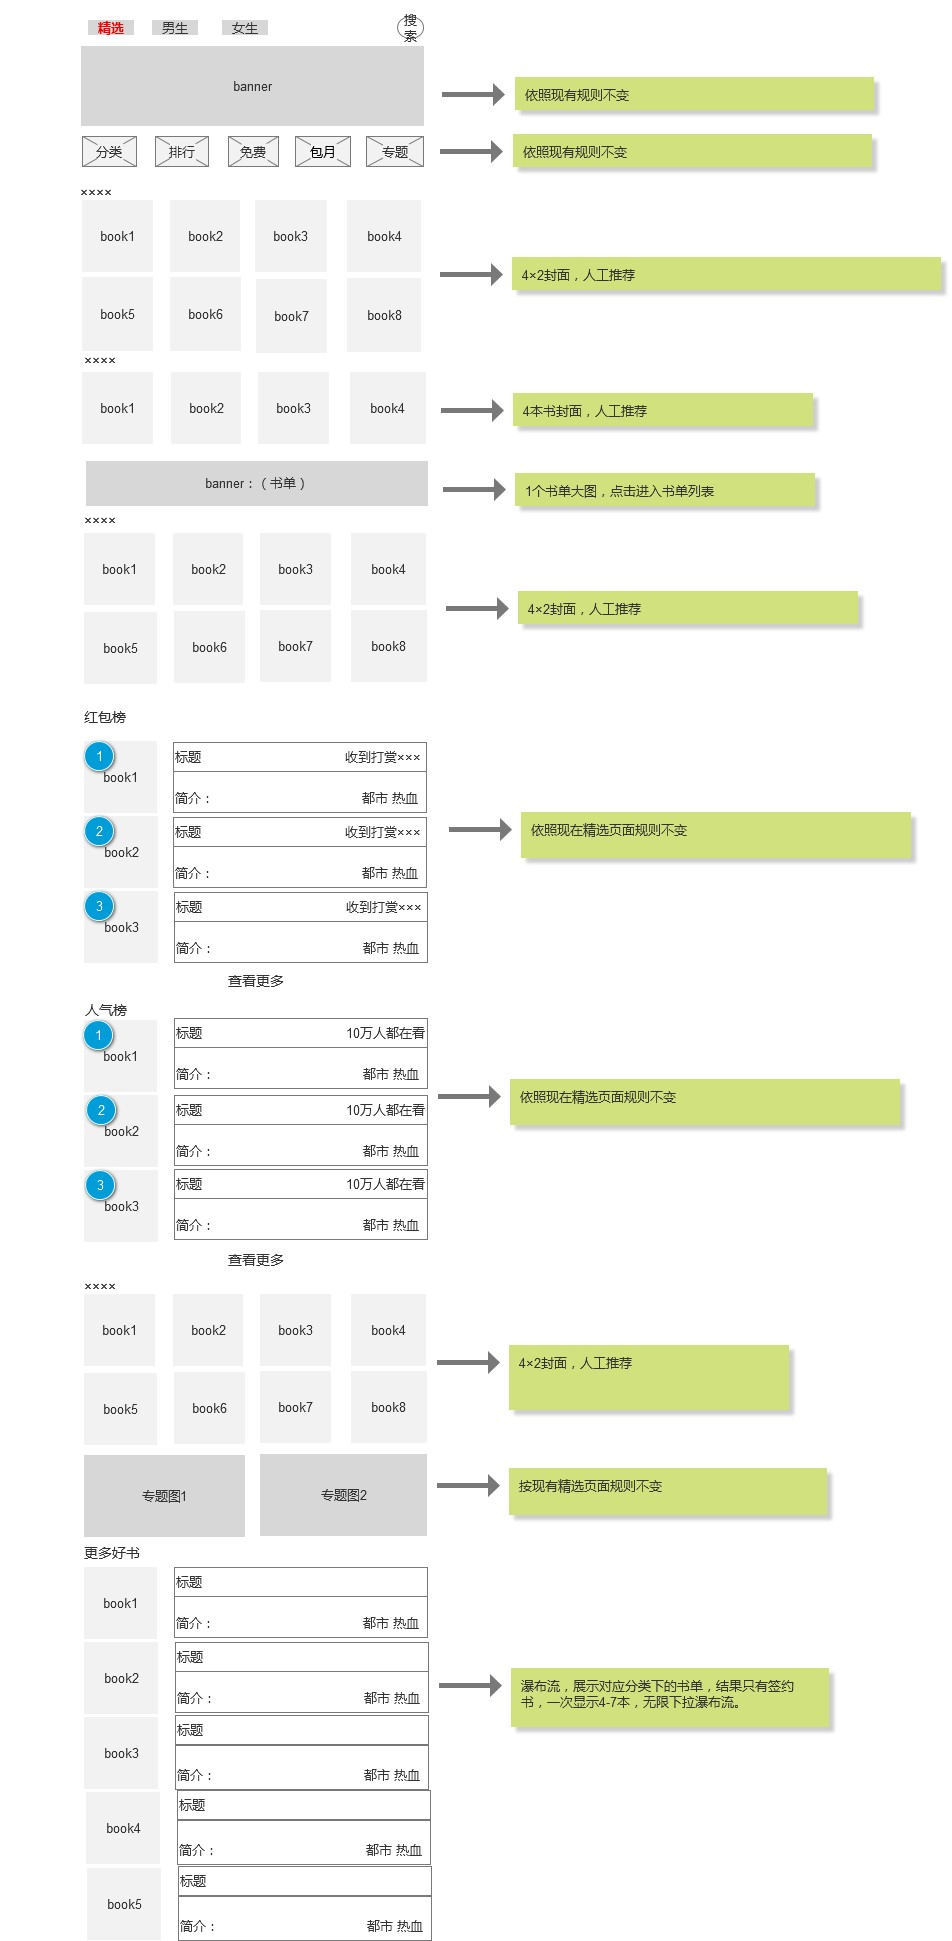 精选 男生 女生 搜索
banner
依照现有规则不变
分类 排行 免费 包月 专题
依照现有规则不变
××××
book1 book2 book3 book4
4×2封面，人工推荐
book5 book6 book7 book8
××××
book1 book2 book3 book4
4本书封面，人工推荐
banner：（书单）
1个书单大图，点击进入书单列表
××××
book1 book2 book3 book4
4×2封面，人工推荐
book5 book6 book7 book8
红包榜
1 标题 收到打赏×××
book1
简介： 都市 热血
2 标题 收到打赏×××
依照现在精选页面规则不变
book2
简介： 都市 热血
3 标题 收到打赏×××
book3
简介： 都市 热血
查看更多
人气榜
1 标题 10万人都在看
book1
简介： 都市 热血
依照现在精选页面规则不变
2 标题 10万人都在看
book2
简介： 都市 热血
3 标题 10万人都在看
book3
简介： 都市 热血
查看更多
××××
book1 book2 book3 book4
4×2封面，人工推荐
book5 book6 book7 book8
专题图1 专题图2
按现有精选页面规则不变
更多好书
标题
book1
简介： 都市 热血
标题
book2
简介： 都市 热血
瀑布流，展示对应分类下的书单，结果只有签约
书，一次显示4-7本，无限下拉瀑布流。
标题
book3
简介： 都市 热血
标题
book4
简介： 都市 热血
标题
book5
简介： 都市 热血